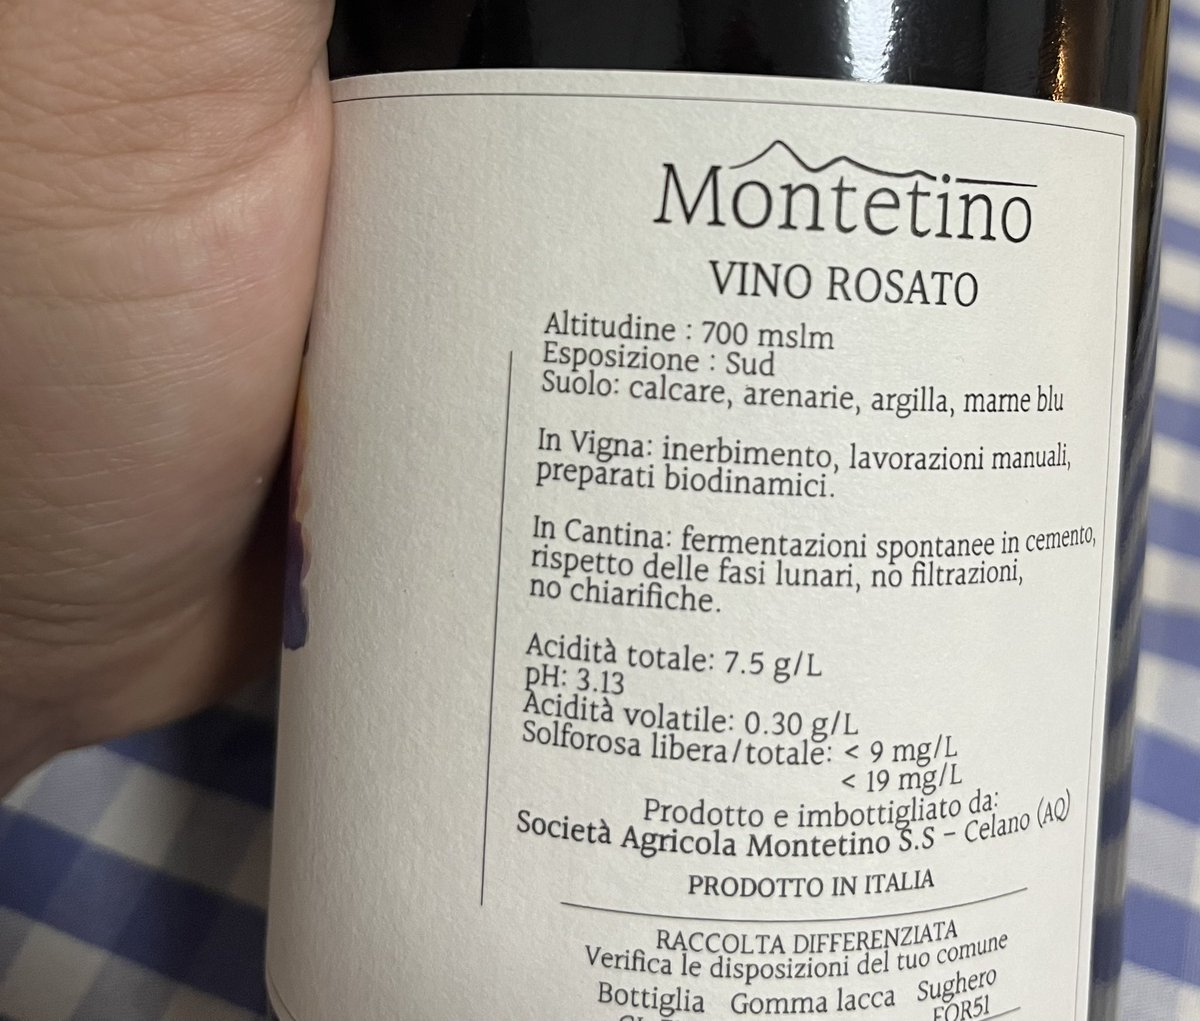 Montetino
VINO ROSATO
Altitudine : 700 mslm
Esposizione : Sud
Suolo: calcare, arenarie, argilla, marne blu
In Vigna: inerbimento, lavorazioni manuali,
preparati biodinamici.
In Cantina: fermentazioni spontanee in cemento,
rispetto delle fasi lunari, no filtrazioni,
no chiarifiche.
Acidità totale: 7.5 g/L
pH: 3.13
Acidità volatile: 0.30 g/L
Solforosa libera/totale: < 9 mg/L
< 19 mg/L
Prodotto e imbottigliato da:
Società Agricola Montetino S.S – Celano (AQ)
PRODOTTO IN ITALIA
RACCOLTA DIFFERENZIATA
Verifica le disposizioni del tuo comune
Bottiglia Gomma lacca Sughero
FOR51